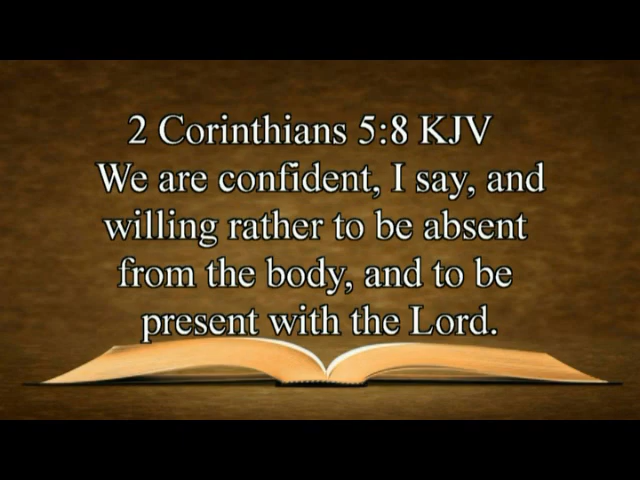 2 Corinthians 5:8 KJV
We are confident, I say, and
willing rather to be absent
from the body, and to be
present with the Lord.